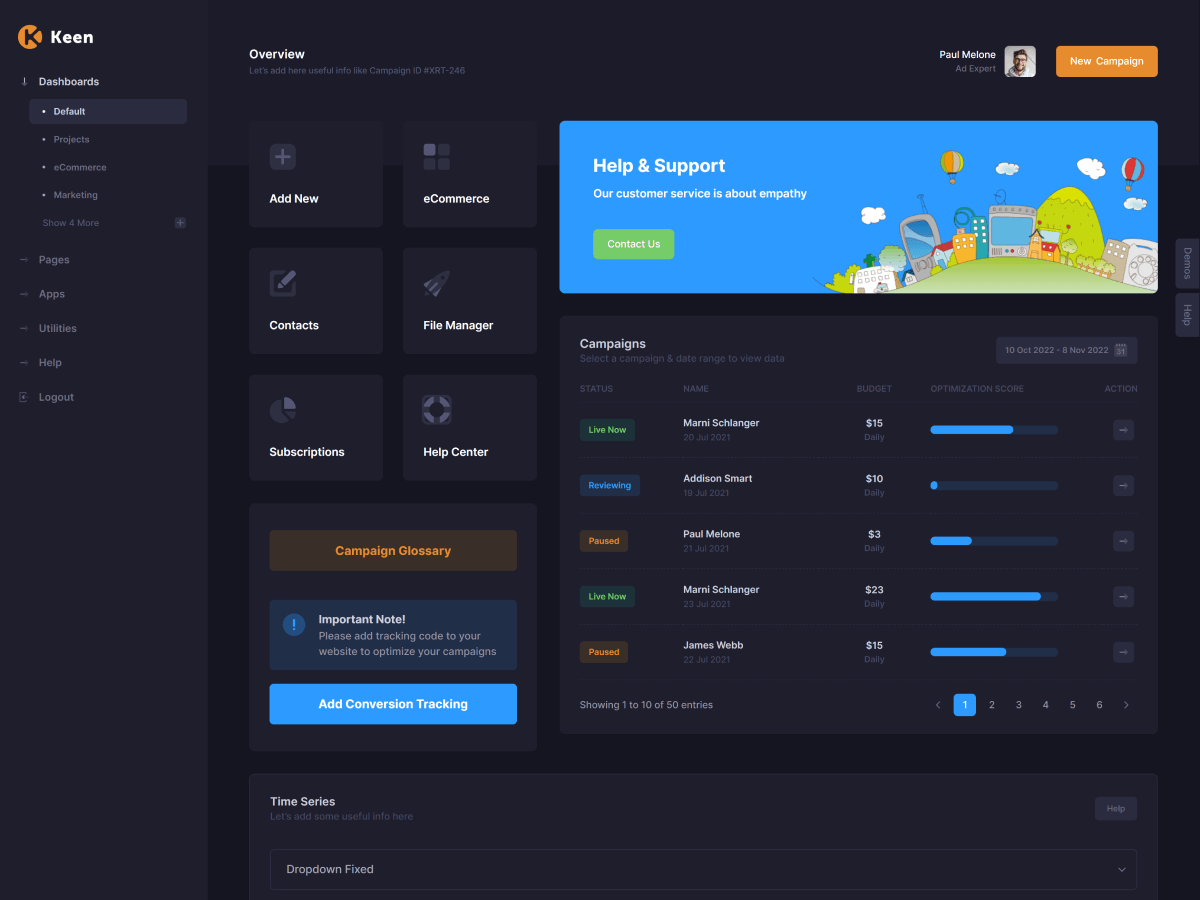 Keen
Dashboards
Default
Projects
eCommerce
Marketing
Show 4 More
Pages
Apps
Utilities
Help
Logout
Overview
Let's add here useful info like Campaign ID #XRT-246
Paul Melone
Ad Expert
New Campaign
Add New
eCommerce
Contacts
File Manager
Subscriptions
Help Center
Campaign Glossary
Important Note!
Please add tracking code to your
website to optimize your campaigns
Add Conversion Tracking
Help & Support
Our customer service is about empathy
Contact Us
Demos
Help
Campaigns
Select a campaign & date range to view data
10 Oct 2022 - 8 Nov 2022
31
STATUS NAME BUDGET OPTIMIZATION SCORE ACTION
Live Now Marni Schlanger $15
20 Jul 2021 Daily
Reviewing Addison Smart $10
19 Jul 2021 Daily
Paused Paul Melone $3
21 Jul 2021 Daily
Live Now Marni Schlanger $23
23 Jul 2021 Daily
Paused James Webb $15
22 Jul 2021 Daily
Showing 1 to 10 of 50 entries
1 2 3 4 5 6
Time Series
Let's add some useful info here
Help
Dropdown Fixed